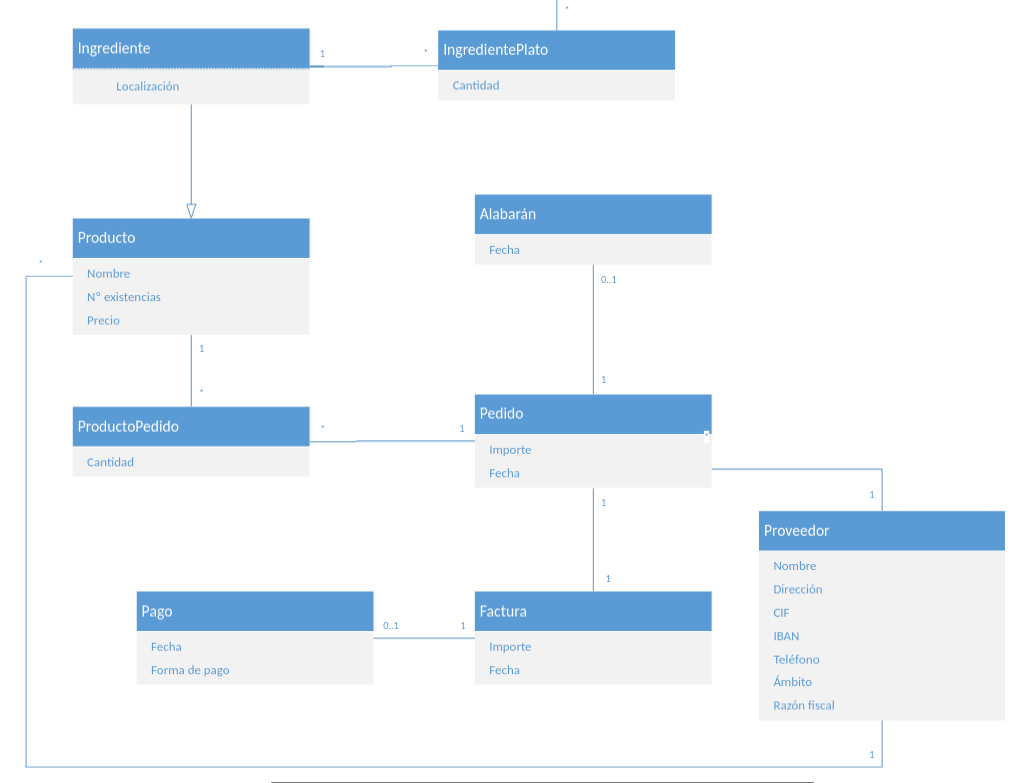 *
Ingrediente
1
*
IngredientePlato
Localización
Cantidad
Alabarán
Fecha
0..1
1
Producto
*
Nombre
Nº existencias
Precio
1
*
ProductoPedido
Cantidad
*
1
Pedido
Importe
Fecha
1
1
1
Proveedor
Nombre
Dirección
CIF
IBAN
Teléfono
Ámbito
Razón fiscal
1
Pago
Fecha
Forma de pago
0..1
1
Factura
Importe
Fecha